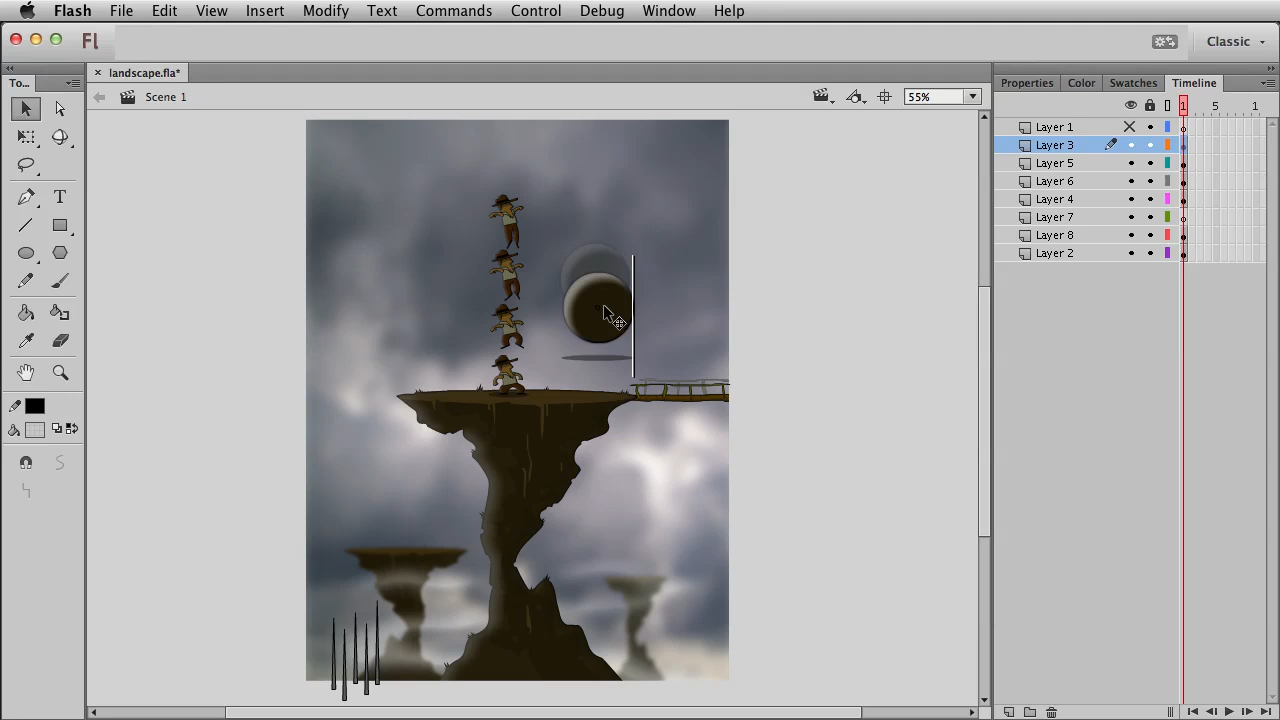 Flash File Edit View Insert Modify Text Commands Control Debug Window Help
Fl Classic
To... landscape.fla* Properties Color Swatches Timeline
Scene 1 55%
1 5 1
Layer 1
Layer 3
Layer 5
Layer 6
Layer 4
Layer 7
Layer 8
Layer 2